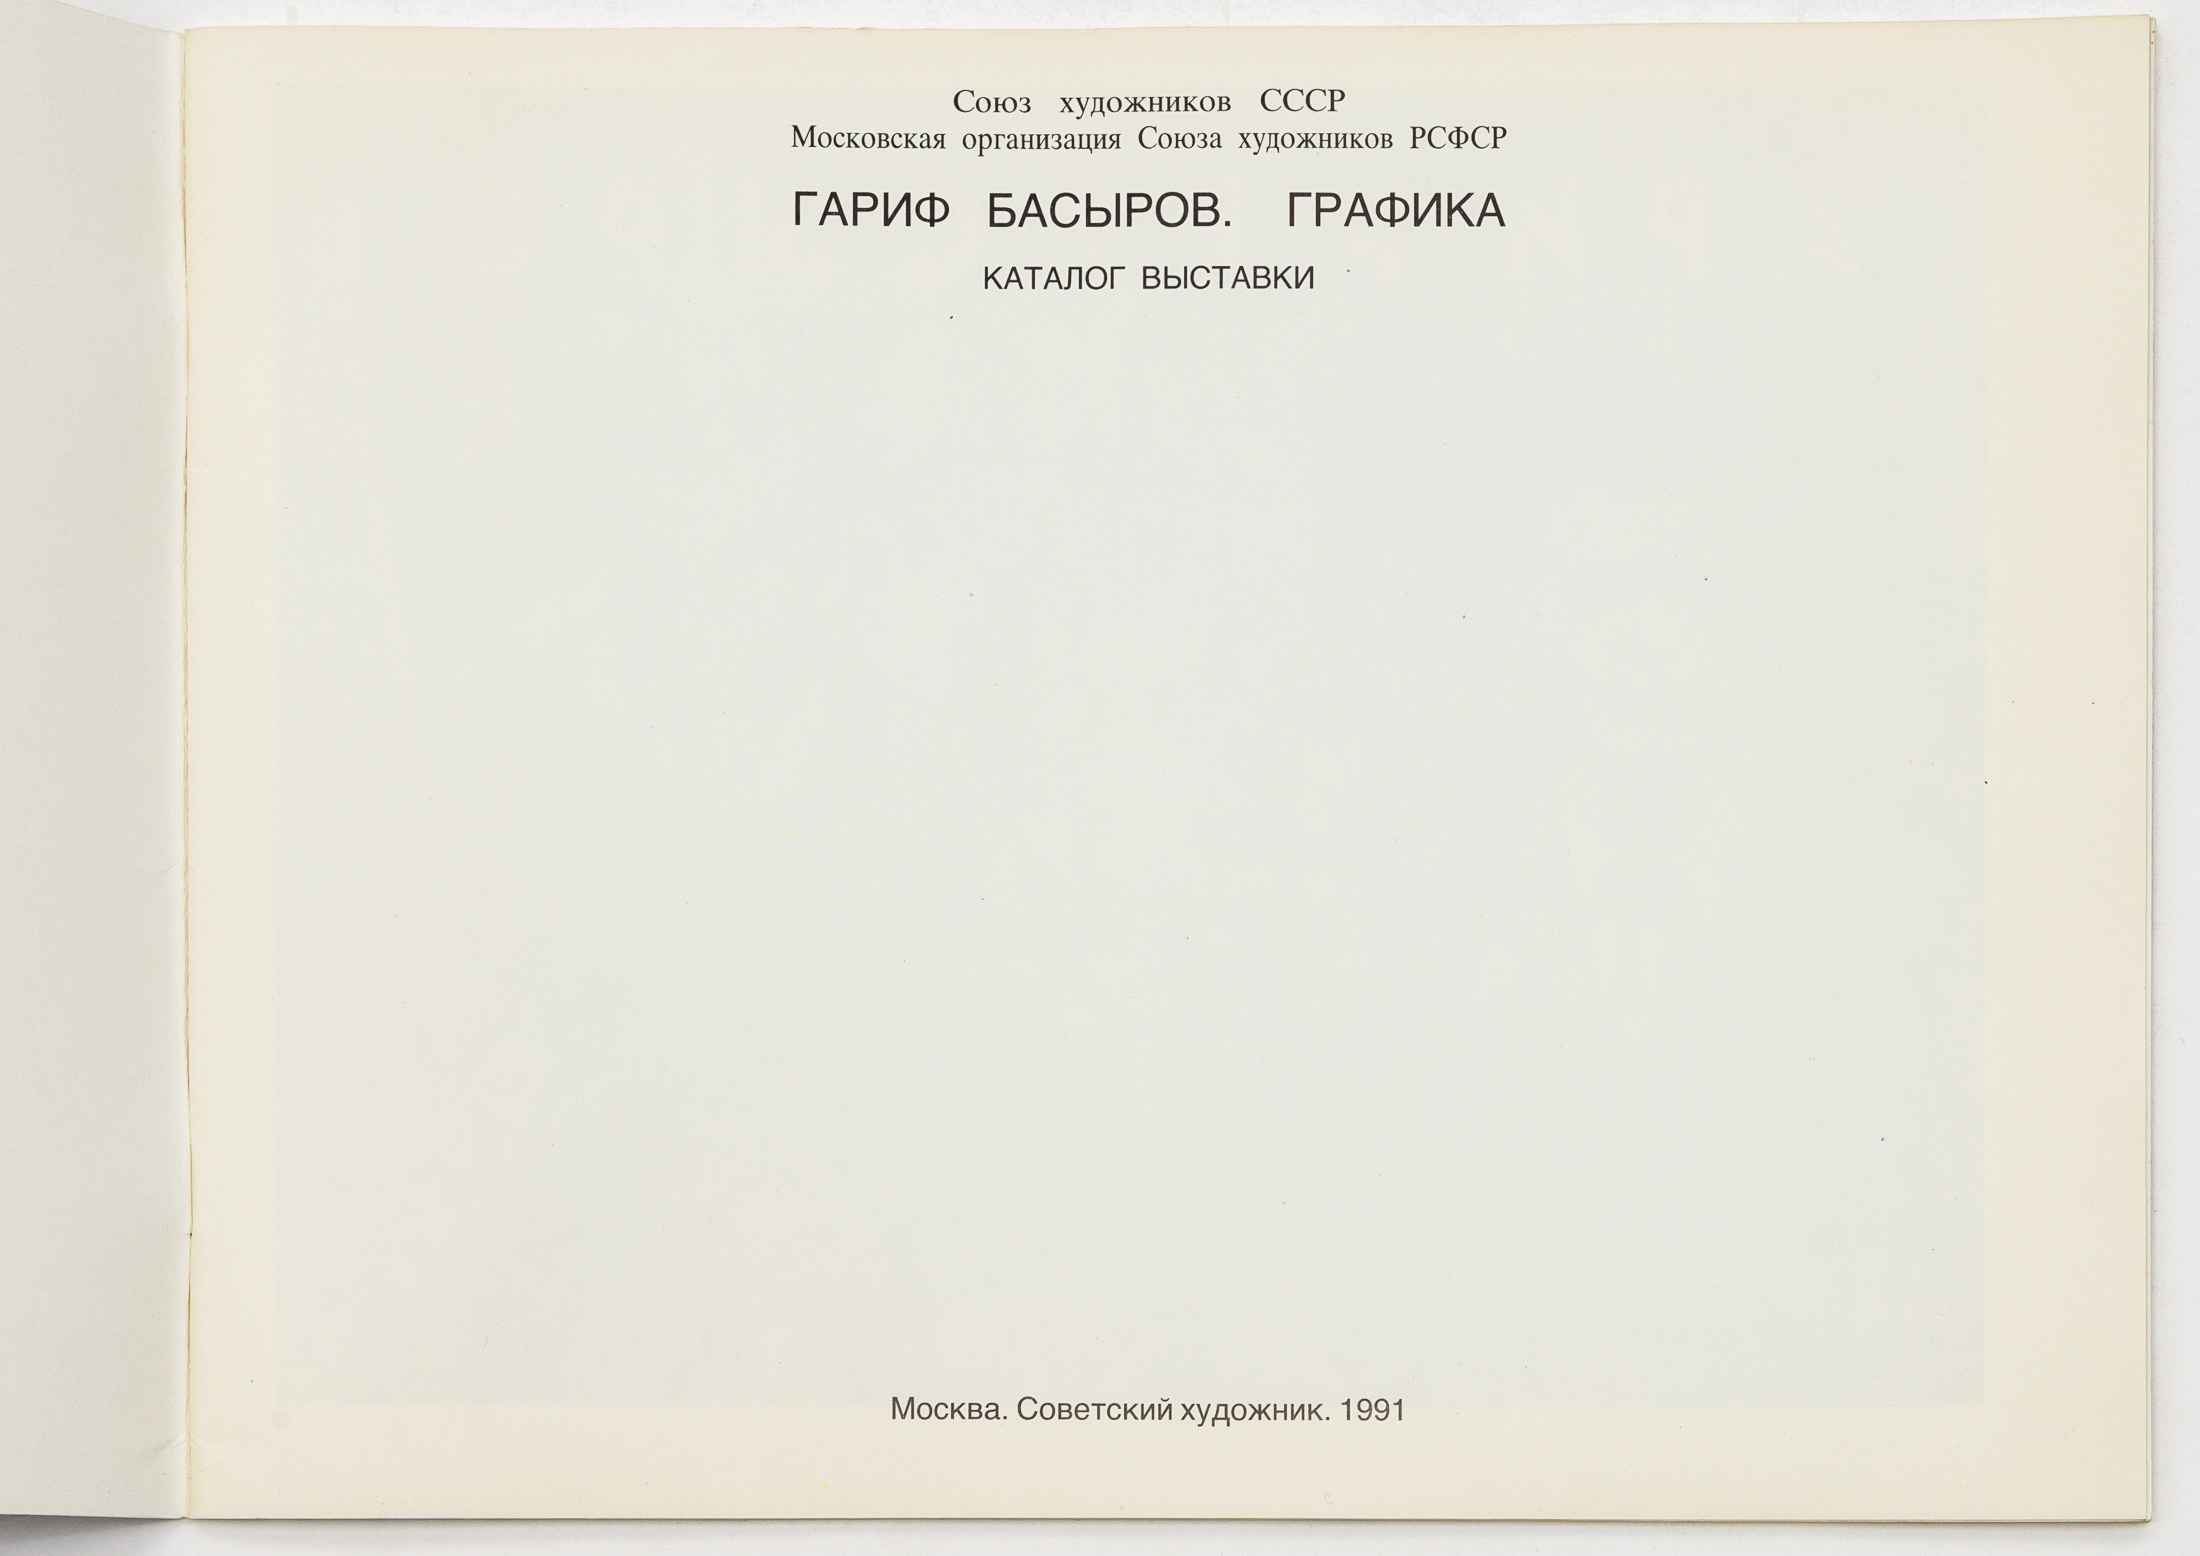 Союз художников СССР
Московская организация Союза художников РСФСР
ГАРИФ БАСЫРОВ. ГРАФИКА
КАТАЛОГ ВЫСТАВКИ
Москва. Советский художник. 1991